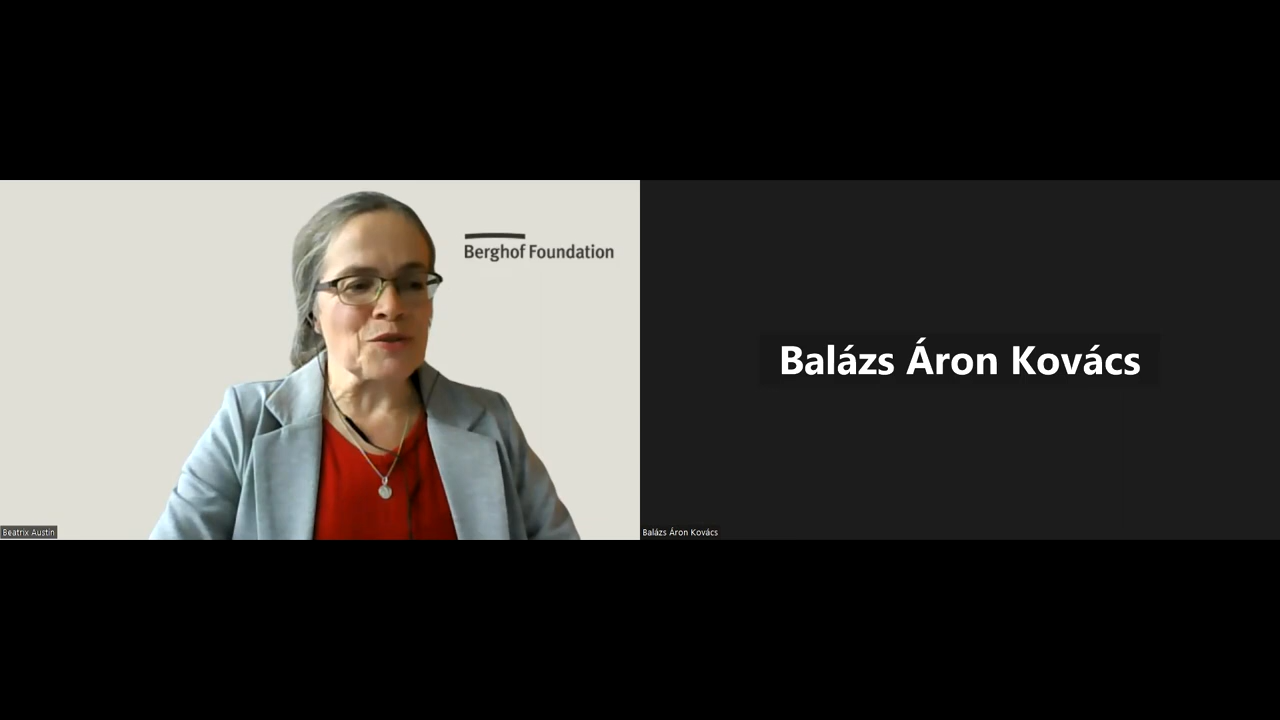 Berghof Foundation
Balázs Áron Kovács
Beatrix Austin
Balázs Áron Kovács